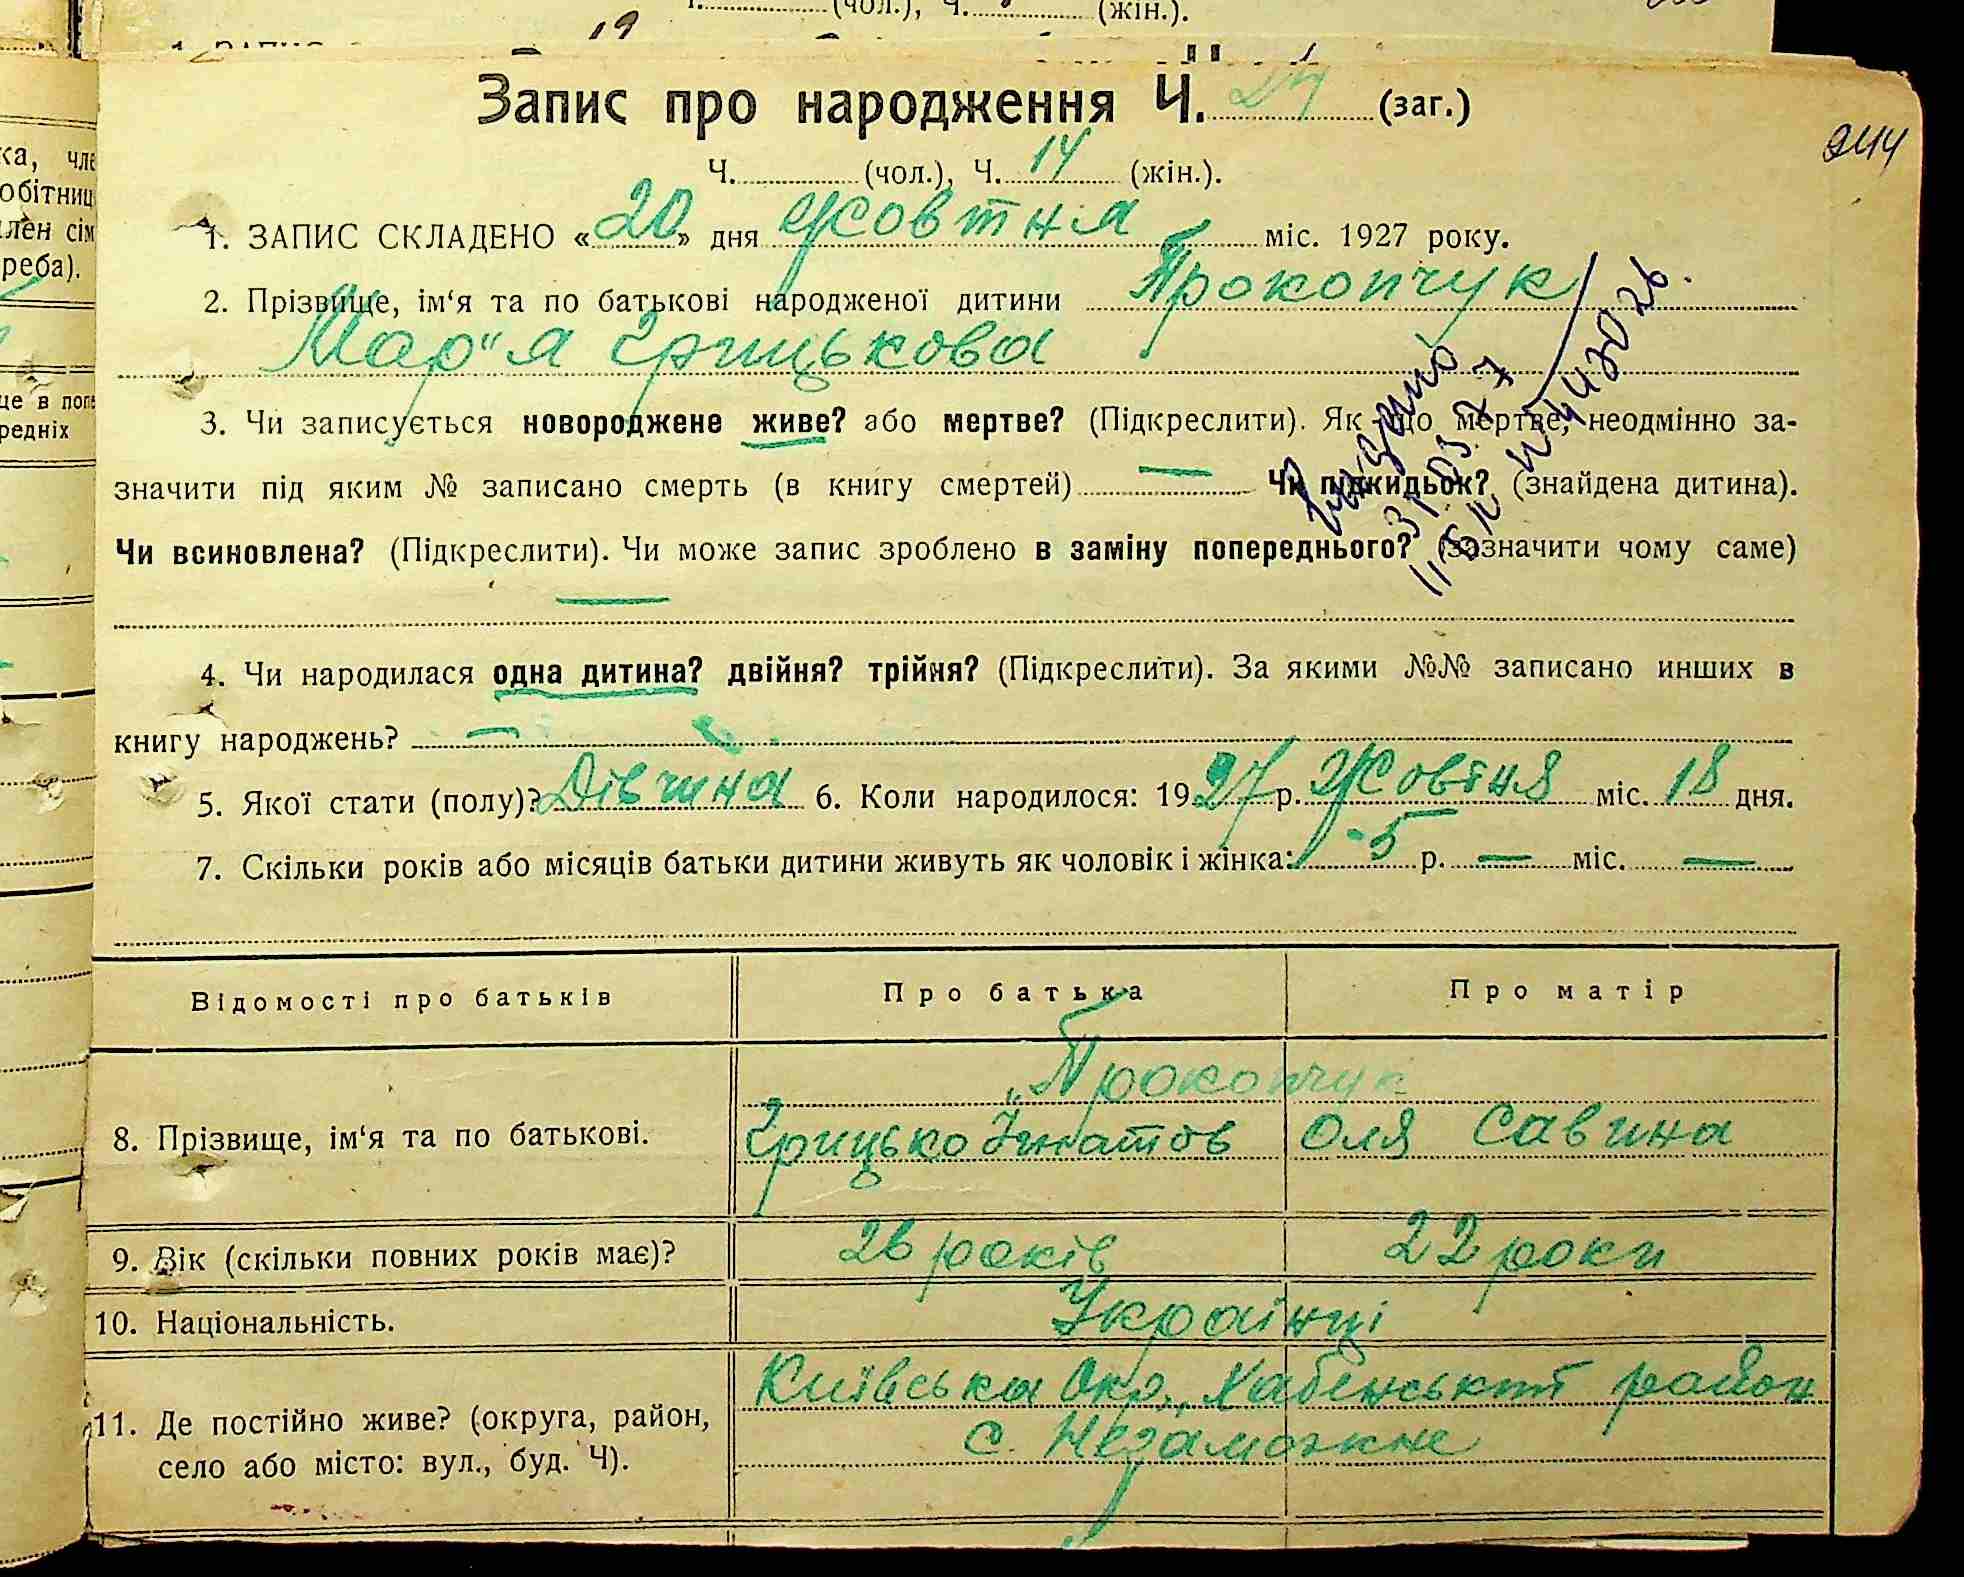 (чол.), Ч. (жін.).
Запис про народження Ч. 27 (заг.)
244
Ч. (чол.), Ч. 14 (жін.).
1. ЗАПИС СКЛАДЕНО «20» дня Жовтня міс. 1927 року.
2. Прізвище, ім‘я та по батькові народженої дитини Прокопчук
Мар"я Грицькова
3. Чи записується новороджене живе? або мертве? (Підкреслити). Як що мертве, неодмінно за-
значити під яким № записано смерть (в книгу смертей) — Чи підкидьок? (знайдена дитина).
Чи всиновлена? (Підкреслити). Чи може запис зроблено в заміну попереднього? (зазначити чому саме)
—
4. Чи народилася одна дитина? двійня? трійня? (Підкреслити). За якими №№ записано инших в
книгу народжень? —
5. Якої стати (полу)? Дівчина 6. Коли народилося: 1927 р. Жовтня міс. 18 дня.
7. Скільки років або місяців батьки дитини живуть як чоловік і жінка: 5 р. — міс. —
Відомості про батьків Про батька Про матір
Прокопчук
8. Прізвище, ім‘я та по батькові. Грицько Гнатов Оля Савина
9. Вік (скільки повних років має)? 26 років 22 роки
10. Національність. Українці
11. Де постійно живе? (округа, район, село або місто: вул., буд. Ч). Київська Окр., Хабенський район
с. Незаможне